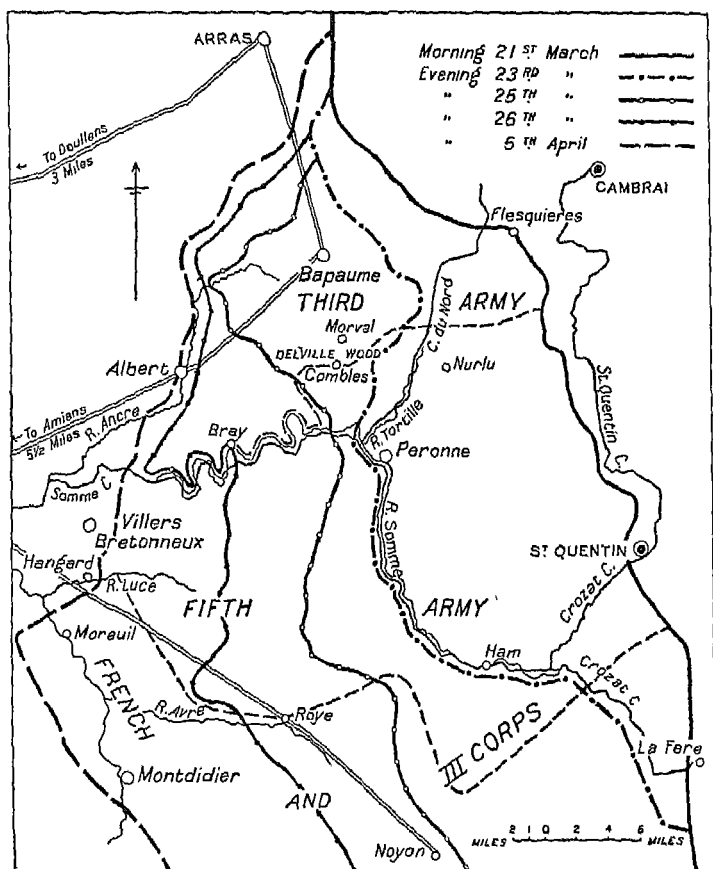 ARRAS
Morning 21ST March
Evening 23RD "
" 25TH "
" 26TH "
" 5TH April
← To Doullens
3 Miles
CAMBRAI
Flesquieres
Bapaume
THIRD
ARMY
C. du Nord
Morval
DELVILLE WOOD
Combles
Nurlu
Albert
← To Amiens
5½ Miles
R. Ancre
St. Quentin C.
Bray
R. Tortille
Peronne
Somme C.
Villers
Bretonneux
R. Somme
ST QUENTIN
Hangard
R. Luce
Crozat C.
FIFTH
ARMY
Moreuil
Ham
Crozac C
FRENCH
R. Avre
Roye
III CORPS
La Fere
Montdidier
AND
MILES 2 1 0 2 4 6 MILES
Noyon